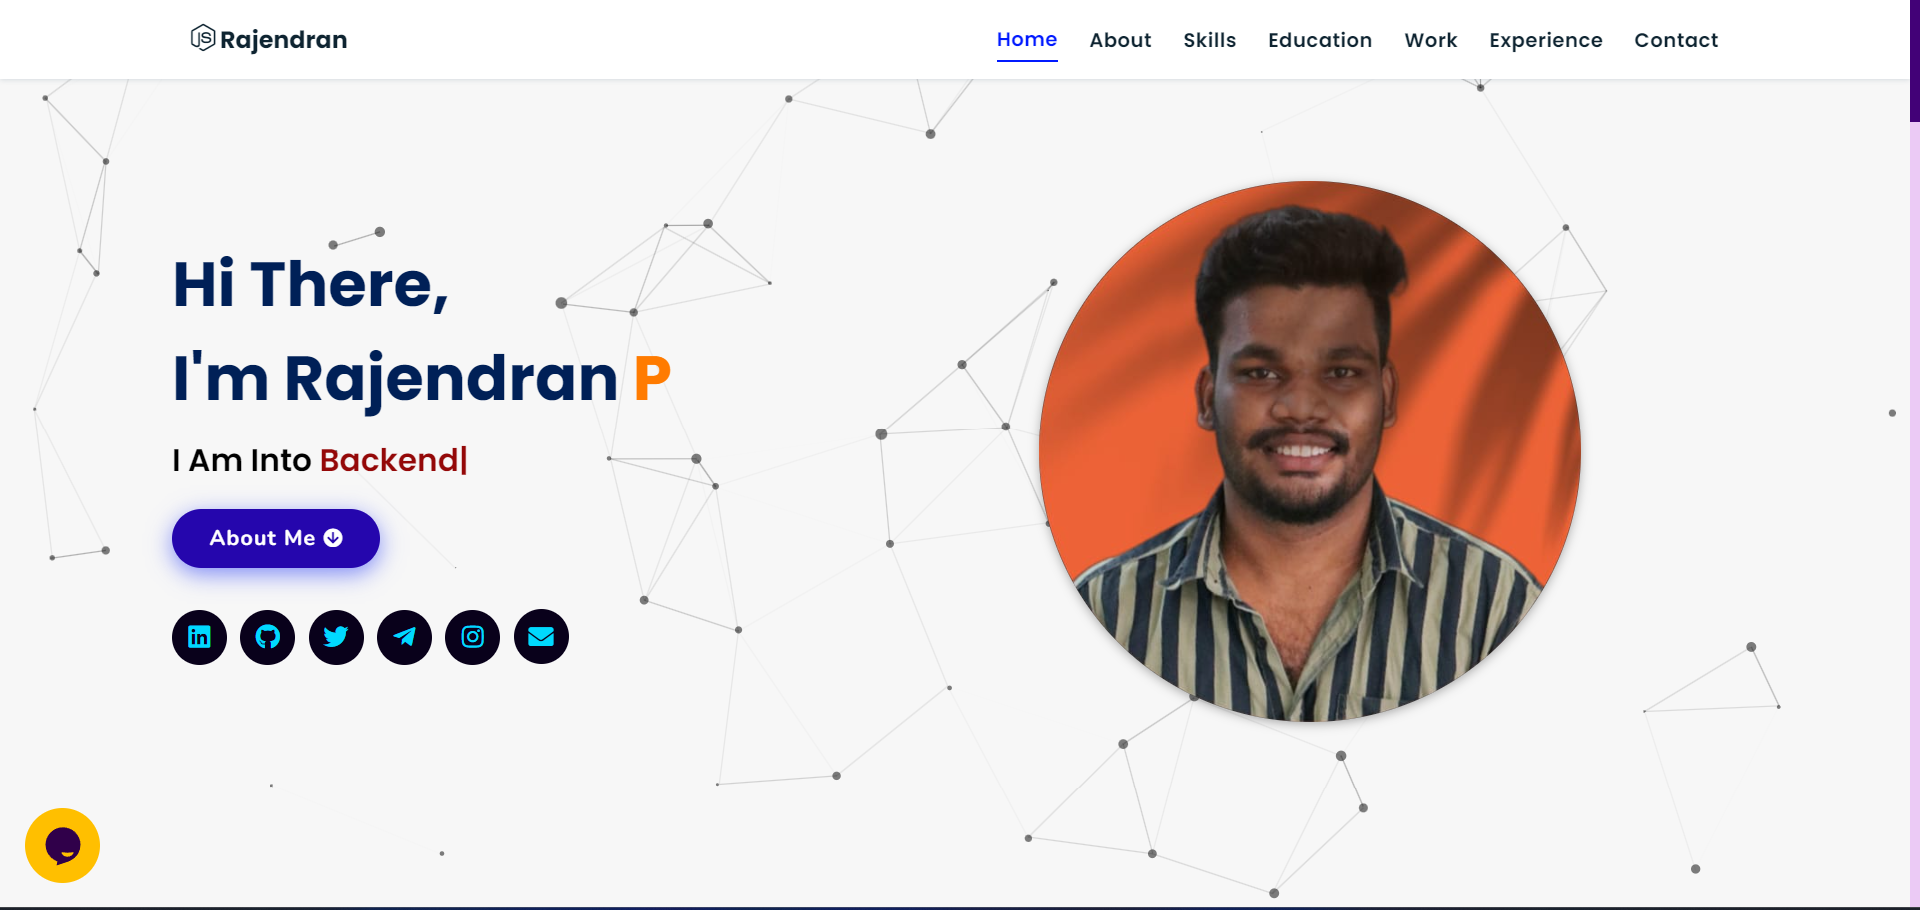 Rajendran
Home About Skills Education Work Experience Contact
Hi There,
I'm Rajendran P
I Am Into Backend|
About Me